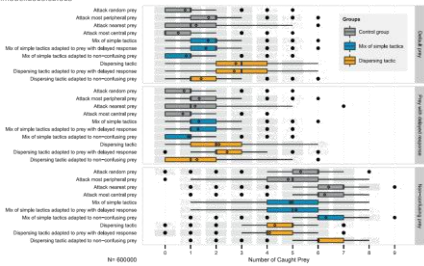 Attack random prey
Attack most peripheral prey
Attack nearest prey
Attack most central prey
Mix of simple tactics
Mix of simple tactics adapted to prey with delayed response
Mix of simple tactics adapted to non−confusing prey
Dispersing tactic
Dispersing tactic adapted to prey with delayed response
Dispersing tactic adapted to non−confusing prey
Groups
Control group
Mix of simple tactics
Dispersing tactic
Default prey
Attack random prey
Attack most peripheral prey
Attack nearest prey
Attack most central prey
Mix of simple tactics
Mix of simple tactics adapted to prey with delayed response
Mix of simple tactics adapted to non−confusing prey
Dispersing tactic
Dispersing tactic adapted to prey with delayed response
Dispersing tactic adapted to non−confusing prey
Prey with delayed response
Attack random prey
Attack most peripheral prey
Attack nearest prey
Attack most central prey
Mix of simple tactics
Mix of simple tactics adapted to prey with delayed response
Mix of simple tactics adapted to non−confusing prey
Dispersing tactic
Dispersing tactic adapted to prey with delayed response
Dispersing tactic adapted to non−confusing prey
Non−confusing prey
0 1 2 3 4 5 6 7 8 9
N= 600000
Number of Caught Prey